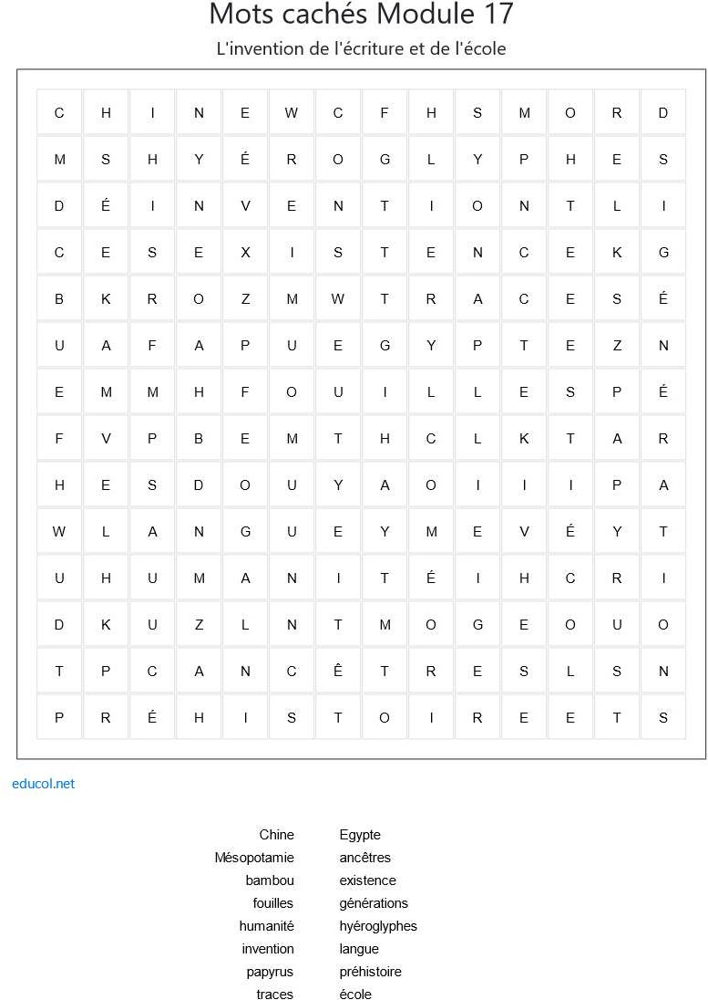 Mots cachés Module 17
L'invention de l'écriture et de l'école
C H I N E W C F H S M O R D
M S H Y É R O G L Y P H E S
D É I N V E N T I O N T L I
C E S E X I S T E N C E K G
B K R O Z M W T R A C E S É
U A F A P U E G Y P T E Z N
E M M H F O U I L L E S P É
F V P B E M T H C L K T A R
H E S D O U Y A O I I I P A
W L A N G U E Y M E V É Y T
U H U M A N I T É I H C R I
D K U Z L N T M O G E O U O
T P C A N C Ê T R E S L S N
P R É H I S T O I R E E T S
educol.net
Chine Egypte
Mésopotamie ancêtres
bambou existence
fouilles générations
humanité hyéroglyphes
invention langue
papyrus préhistoire
traces école